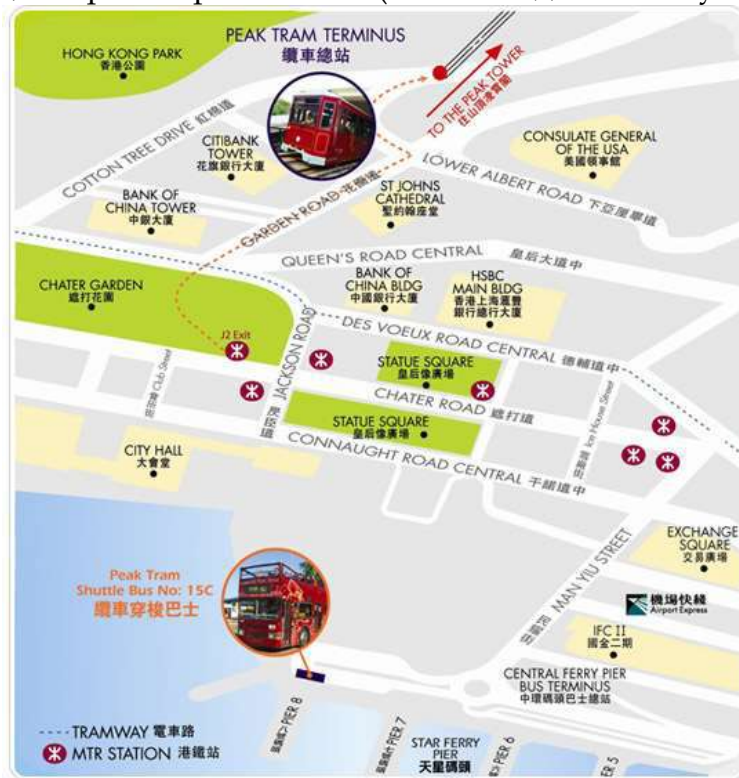 HONG KONG PARK
香港公園
PEAK TRAM TERMINUS
纜車總站
TO THE PEAK TOWER
往山頂凌霄閣
COTTON TREE DRIVE 紅棉道
CITIBANK
TOWER
花旗銀行大廈
CONSULATE GENERAL
OF THE USA
美國領事館
LOWER ALBERT ROAD 下亞厘畢道
BANK OF
CHINA TOWER
中銀大廈
GARDEN ROAD 花園道
ST JOHNS
CATHEDRAL
聖約翰座堂
QUEEN'S ROAD CENTRAL 皇后大道中
CHATER GARDEN
遮打花園
BANK OF
CHINA BLDG
中國銀行大廈
HSBC
MAIN BLDG
香港上海滙豐
銀行總行大廈
J2 Exit
JACKSON ROAD
昃臣道
DES VOEUX ROAD CENTRAL 德輔道中
Club Street
STATUE SQUARE
皇后像廣場
CHATER ROAD 遮打道
Ice House Street
STATUE SQUARE
皇后像廣場
CONNAUGHT ROAD CENTRAL 干諾道中
CITY HALL
大會堂
MAN YIU STREET
EXCHANGE
SQUARE
交易廣場
Peak Tram
Shuttle Bus No: 15C
纜車穿梭巴士
機場快綫
Airport Express
IFC II
國金二期
CENTRAL FERRY PIER
BUS TERMINUS
中環碼頭巴士總站
PIER 8
PIER 7
STAR FERRY
PIER
天星碼頭
PIER 6
PIER 5
TRAMWAY 電車路
MTR STATION 港鐵站